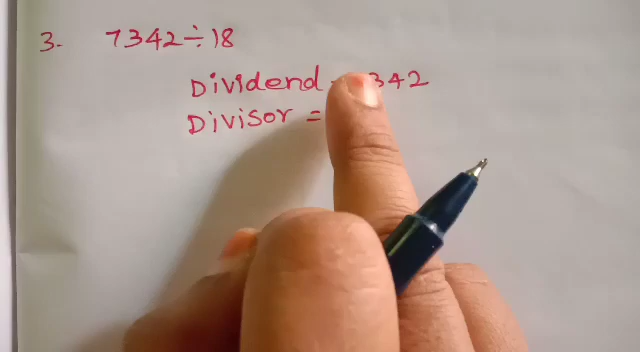 3. 7342 ÷ 18
Dividend 342
Divisor =